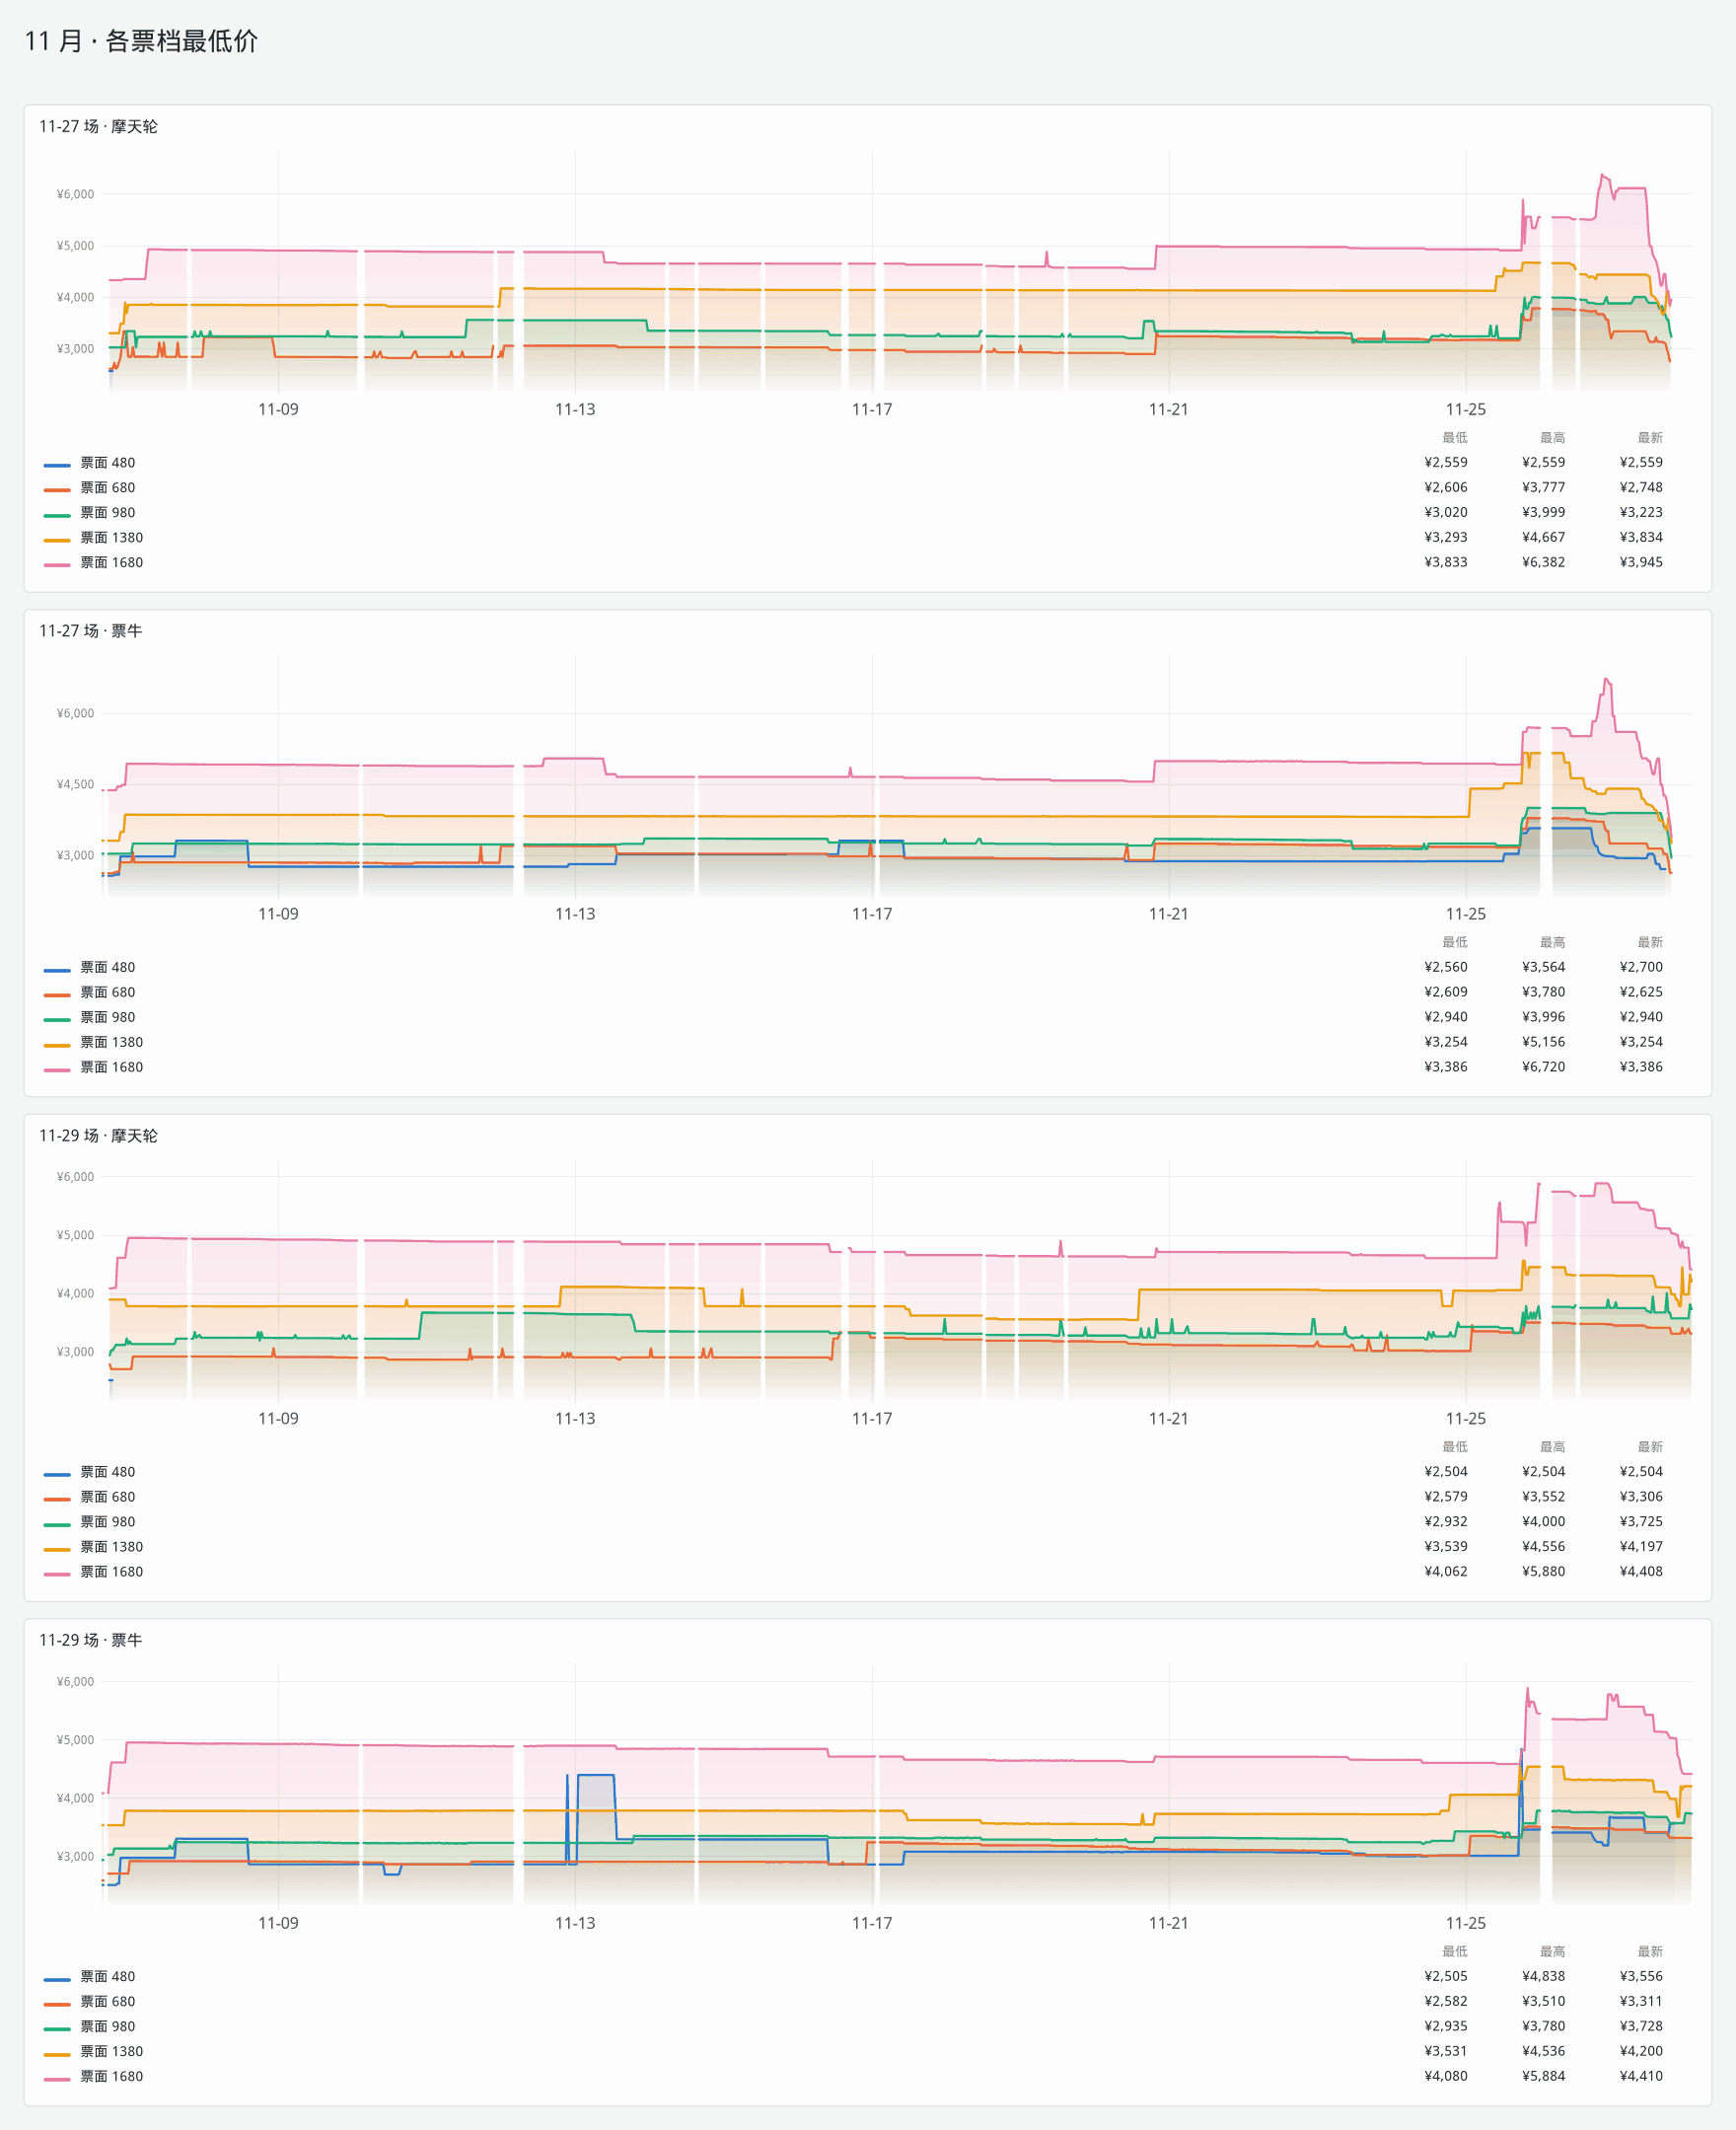 11 月 · 各票档最低价
11-27 场 · 摩天轮
¥6,000
¥5,000
¥4,000
¥3,000
11-09 11-13 11-17 11-21 11-25
最低 最高 最新
票面 480 ¥2,559 ¥2,559 ¥2,559
票面 680 ¥2,606 ¥3,777 ¥2,748
票面 980 ¥3,020 ¥3,999 ¥3,223
票面 1380 ¥3,293 ¥4,667 ¥3,834
票面 1680 ¥3,833 ¥6,382 ¥3,945
11-27 场 · 票牛
¥6,000
¥4,500
¥3,000
11-09 11-13 11-17 11-21 11-25
最低 最高 最新
票面 480 ¥2,560 ¥3,564 ¥2,700
票面 680 ¥2,609 ¥3,780 ¥2,625
票面 980 ¥2,940 ¥3,996 ¥2,940
票面 1380 ¥3,254 ¥5,156 ¥3,254
票面 1680 ¥3,386 ¥6,720 ¥3,386
11-29 场 · 摩天轮
¥6,000
¥5,000
¥4,000
¥3,000
11-09 11-13 11-17 11-21 11-25
最低 最高 最新
票面 480 ¥2,504 ¥2,504 ¥2,504
票面 680 ¥2,579 ¥3,552 ¥3,306
票面 980 ¥2,932 ¥4,000 ¥3,725
票面 1380 ¥3,539 ¥4,556 ¥4,197
票面 1680 ¥4,062 ¥5,880 ¥4,408
11-29 场 · 票牛
¥6,000
¥5,000
¥4,000
¥3,000
11-09 11-13 11-17 11-21 11-25
最低 最高 最新
票面 480 ¥2,505 ¥4,838 ¥3,556
票面 680 ¥2,582 ¥3,510 ¥3,311
票面 980 ¥2,935 ¥3,780 ¥3,728
票面 1380 ¥3,531 ¥4,536 ¥4,200
票面 1680 ¥4,080 ¥5,884 ¥4,410